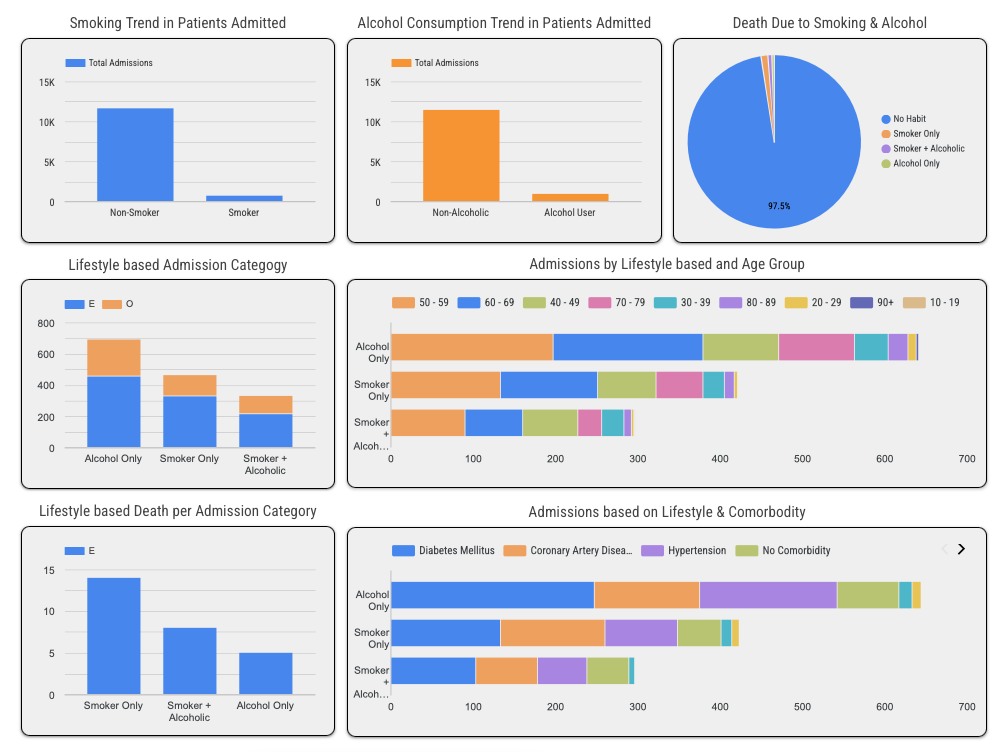 Smoking Trend in Patients Admitted
Total Admissions
15K
10K
5K
0
Non-Smoker Smoker
Alcohol Consumption Trend in Patients Admitted
Total Admissions
15K
10K
5K
0
Non-Alcoholic Alcohol User
Death Due to Smoking & Alcohol
97.5%
No Habit
Smoker Only
Smoker + Alcoholic
Alcohol Only
Lifestyle based Admission Categogy
E O
800
600
400
200
0
Alcohol Only Smoker Only Smoker +
Alcoholic
Admissions by Lifestyle based and Age Group
50 - 59 60 - 69 40 - 49 70 - 79 30 - 39 80 - 89 20 - 29 90+ 10 - 19
Alcohol
Only
Smoker
Only
Smoker
+
Alcoh...
0 100 200 300 400 500 600 700
Lifestyle based Death per Admission Category
E
15
10
5
0
Smoker Only Smoker + Alcohol Only
Alcoholic
Admissions based on Lifestyle & Comorbodity
Diabetes Mellitus Coronary Artery Disea... Hypertension No Comorbidity
Alcohol
Only
Smoker
Only
Smoker
+
Alcoh...
0 100 200 300 400 500 600 700